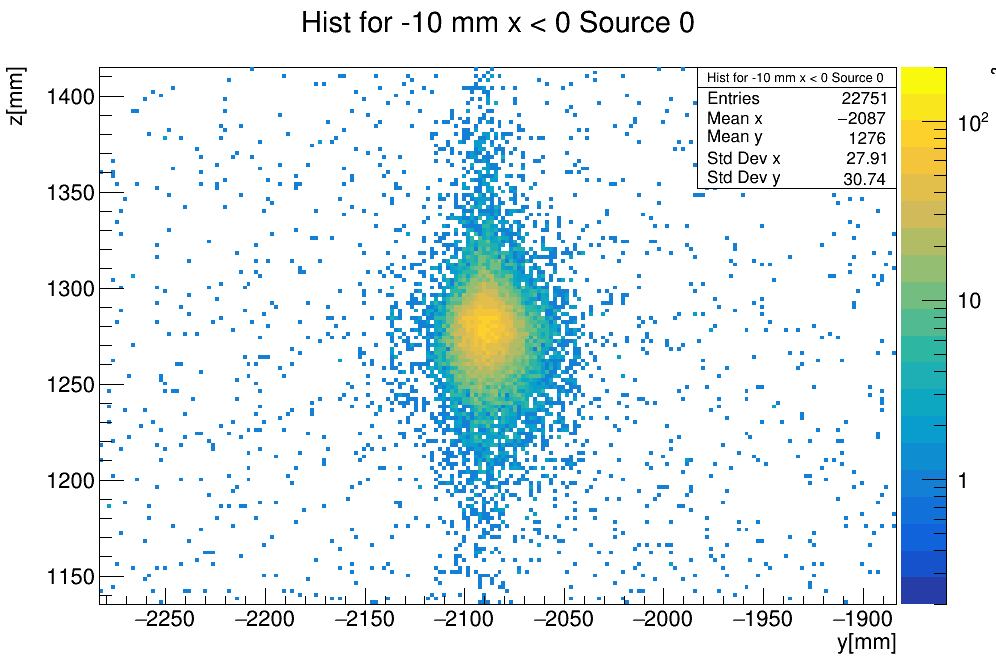 Hist for -10 mm x < 0 Source 0
z[mm]
1400
1350
1300
1250
1200
1150
Hist for -10 mm x < 0 Source 0
Entries 22751
Mean x −2087
Mean y 1276
Std Dev x 27.91
Std Dev y 30.74
10²
10
1
−2250 −2200 −2150 −2100 −2050 −2000 −1950 −1900
y[mm]